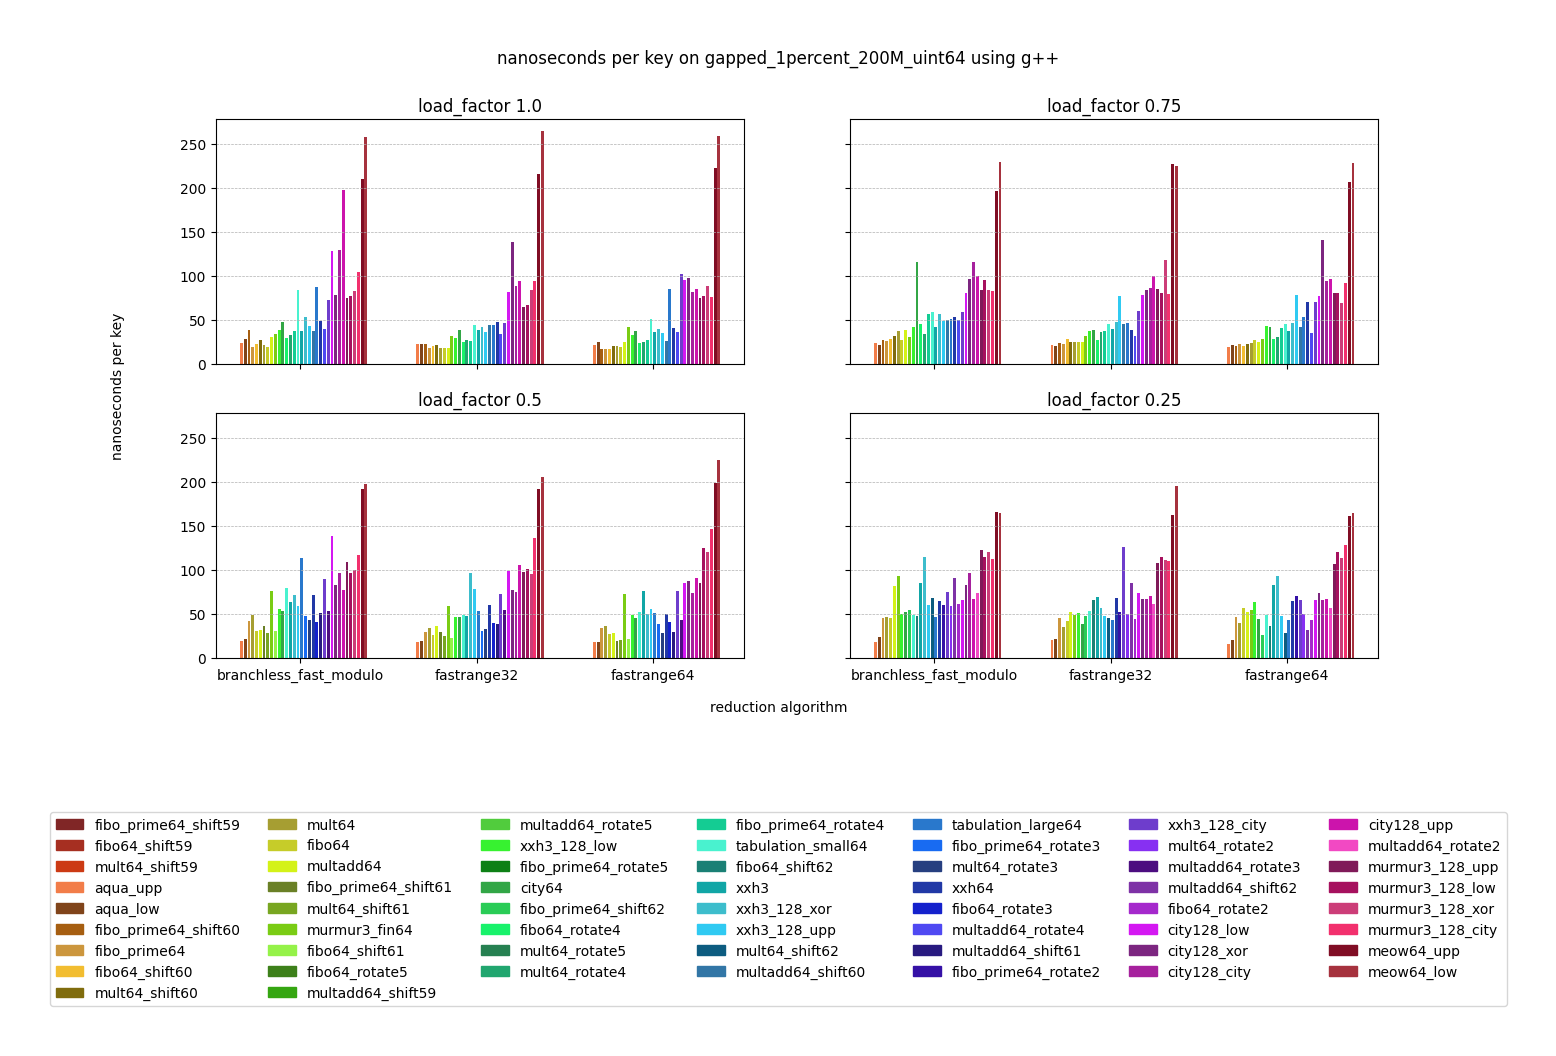 nanoseconds per key on gapped_1percent_200M_uint64 using g++
load_factor 1.0
load_factor 0.75
250
200
150
100
50
0
load_factor 0.5
load_factor 0.25
250
200
150
100
50
0
nanoseconds per key
branchless_fast_modulo fastrange32 fastrange64
branchless_fast_modulo fastrange32 fastrange64
reduction algorithm
fibo_prime64_shift59
fibo64_shift59
mult64_shift59
aqua_upp
aqua_low
fibo_prime64_shift60
fibo_prime64
fibo64_shift60
mult64_shift60
mult64
fibo64
multadd64
fibo_prime64_shift61
mult64_shift61
murmur3_fin64
fibo64_shift61
fibo64_rotate5
multadd64_shift59
multadd64_rotate5
xxh3_128_low
fibo_prime64_rotate5
city64
fibo_prime64_shift62
fibo64_rotate4
mult64_rotate5
mult64_rotate4
fibo_prime64_rotate4
tabulation_small64
fibo64_shift62
xxh3
xxh3_128_xor
xxh3_128_upp
mult64_shift62
multadd64_shift60
tabulation_large64
fibo_prime64_rotate3
mult64_rotate3
xxh64
fibo64_rotate3
multadd64_rotate4
multadd64_shift61
fibo_prime64_rotate2
xxh3_128_city
mult64_rotate2
multadd64_rotate3
multadd64_shift62
fibo64_rotate2
city128_low
city128_xor
city128_city
city128_upp
multadd64_rotate2
murmur3_128_upp
murmur3_128_low
murmur3_128_xor
murmur3_128_city
meow64_upp
meow64_low